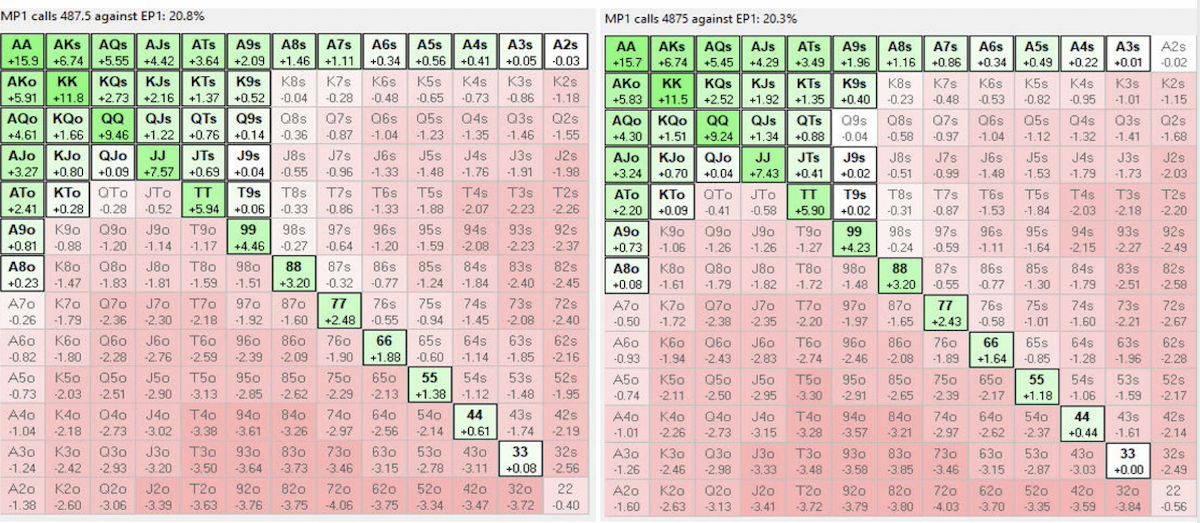 MP1 calls 487.5 against EP1: 20.8%
AA AKs AQs AJs ATs A9s A8s A7s A6s A5s A4s A3s A2s
+15.9 +6.74 +5.55 +4.42 +3.64 +2.09 +1.46 +1.11 +0.34 +0.56 +0.41 +0.05 -0.03
AKo KK KQs KJs KTs K9s K8s K7s K6s K5s K4s K3s K2s
+5.91 +11.8 +2.73 +2.16 +1.37 +0.52 -0.04 -0.28 -0.48 -0.65 -0.73 -0.86 -1.18
AQo KQo QQ QJs QTs Q9s Q8s Q7s Q6s Q5s Q4s Q3s Q2s
+4.61 +1.66 +9.46 +1.22 +0.76 +0.14 -0.36 -0.87 -1.04 -1.23 -1.35 -1.46 -1.55
AJo KJo QJo JJ JTs J9s J8s J7s J6s J5s J4s J3s J2s
+3.27 +0.80 +0.09 +7.57 +0.69 +0.04 -0.55 -0.96 -1.33 -1.48 -1.76 -1.91 -1.98
ATo KTo QTo JTo TT T9s T8s T7s T6s T5s T4s T3s T2s
+2.41 +0.28 -0.28 -0.52 +5.94 +0.06 -0.33 -0.86 -1.33 -1.88 -2.07 -2.23 -2.26
A9o K9o Q9o J9o T9o 99 98s 97s 96s 95s 94s 93s 92s
+0.81 -0.88 -1.20 -1.14 -1.17 +4.46 -0.27 -0.64 -1.20 -1.59 -2.08 -2.23 -2.37
A8o K8o Q8o J8o T8o 98o 88 87s 86s 85s 84s 83s 82s
+0.23 -1.47 -1.83 -1.81 -1.59 -1.51 +3.20 -0.32 -0.77 -1.24 -1.84 -2.40 -2.45
A7o K7o Q7o J7o T7o 97o 87o 77 76s 75s 74s 73s 72s
-0.26 -1.79 -2.36 -2.30 -2.18 -1.92 -1.60 +2.48 -0.55 -0.94 -1.45 -2.08 -2.40
A6o K6o Q6o J6o T6o 96o 86o 76o 66 65s 64s 63s 62s
-0.82 -1.80 -2.28 -2.76 -2.59 -2.39 -2.09 -1.90 +1.88 -0.60 -1.14 -1.85 -2.16
A5o K5o Q5o J5o T5o 95o 85o 75o 65o 55 54s 53s 52s
-0.73 -2.03 -2.51 -2.90 -3.13 -2.85 -2.62 -2.29 -2.13 +1.38 -1.12 -1.48 -1.95
A4o K4o Q4o J4o T4o 94o 84o 74o 64o 54o 44 43s 42s
-1.04 -2.18 -2.73 -3.02 -3.38 -3.61 -3.26 -2.97 -2.56 -2.14 +0.61 -1.74 -2.19
A3o K3o Q3o J3o T3o 93o 83o 73o 63o 53o 43o 33 32s
-1.24 -2.42 -2.93 -3.20 -3.50 -3.64 -3.73 -3.46 -3.15 -2.78 -3.11 +0.08 -2.56
A2o K2o Q2o J2o T2o 92o 82o 72o 62o 52o 42o 32o 22
-1.38 -2.60 -3.06 -3.39 -3.63 -3.76 -3.75 -4.06 -3.75 -3.34 -3.47 -3.72 -0.40
MP1 calls 4875 against EP1: 20.3%
AA AKs AQs AJs ATs A9s A8s A7s A6s A5s A4s A3s A2s
+15.7 +6.74 +5.45 +4.29 +3.49 +1.96 +1.16 +0.86 +0.34 +0.49 +0.22 +0.01 -0.02
AKo KK KQs KJs KTs K9s K8s K7s K6s K5s K4s K3s K2s
+5.83 +11.5 +2.52 +1.92 +1.35 +0.40 -0.23 -0.48 -0.53 -0.82 -0.95 -1.01 -1.15
AQo KQo QQ QJs QTs Q9s Q8s Q7s Q6s Q5s Q4s Q3s Q2s
+4.30 +1.51 +9.24 +1.34 +0.88 -0.04 -0.58 -0.97 -1.04 -1.12 -1.32 -1.41 -1.68
AJo KJo QJo JJ JTs J9s J8s J7s J6s J5s J4s J3s J2s
+3.24 +0.70 +0.04 +7.43 +0.41 +0.02 -0.51 -0.99 -1.48 -1.53 -1.79 -1.73 -2.03
ATo KTo QTo JTo TT T9s T8s T7s T6s T5s T4s T3s T2s
+2.20 +0.09 -0.41 -0.58 +5.90 +0.02 -0.31 -0.87 -1.53 -1.84 -2.03 -2.18 -2.20
A9o K9o Q9o J9o T9o 99 98s 97s 96s 95s 94s 93s 92s
+0.73 -1.06 -1.26 -1.26 -1.27 +4.23 -0.24 -0.59 -1.11 -1.64 -2.15 -2.27 -2.49
A8o K8o Q8o J8o T8o 98o 88 87s 86s 85s 84s 83s 82s
+0.08 -1.61 -1.79 -1.82 -1.72 -1.48 +3.20 -0.55 -0.77 -1.30 -1.79 -2.51 -2.58
A7o K7o Q7o J7o T7o 97o 87o 77 76s 75s 74s 73s 72s
-0.50 -1.72 -2.38 -2.35 -2.20 -1.97 -1.65 +2.43 -0.58 -1.01 -1.60 -2.21 -2.67
A6o K6o Q6o J6o T6o 96o 86o 76o 66 65s 64s 63s 62s
-0.93 -1.94 -2.43 -2.83 -2.74 -2.46 -2.08 -1.89 +1.64 -0.85 -1.28 -1.96 -2.28
A5o K5o Q5o J5o T5o 95o 85o 75o 65o 55 54s 53s 52s
-0.74 -2.11 -2.50 -2.95 -3.30 -2.91 -2.65 -2.39 -2.17 +1.18 -1.06 -1.59 -2.17
A4o K4o Q4o J4o T4o 94o 84o 74o 64o 54o 44 43s 42s
-1.01 -2.26 -2.73 -3.15 -3.28 -3.57 -3.21 -2.97 -2.62 -2.37 +0.44 -1.61 -2.14
A3o K3o Q3o J3o T3o 93o 83o 73o 63o 53o 43o 33 32s
-1.26 -2.46 -2.98 -3.33 -3.48 -3.58 -3.85 -3.46 -3.15 -2.87 -3.03 +0.00 -2.49
A2o K2o Q2o J2o T2o 92o 82o 72o 62o 52o 42o 32o 22
-1.60 -2.63 -3.13 -3.41 -3.72 -3.79 -3.80 -4.03 -3.70 -3.35 -3.59 -3.84 -0.56